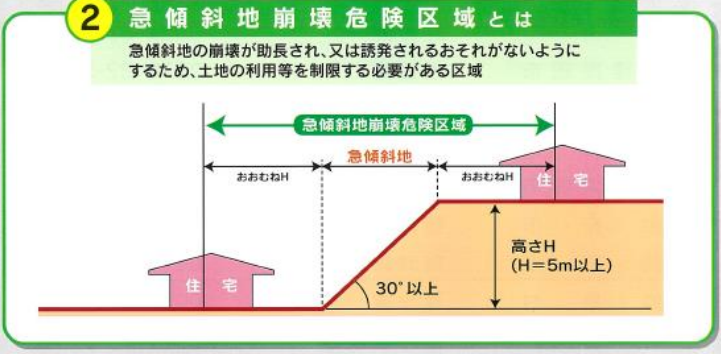 2 急傾斜地崩壊危険区域とは
急傾斜地の崩壊が助長され、又は誘発されるおそれがないように
するため、土地の利用等を制限する必要がある区域
急傾斜地崩壊危険区域
急傾斜地
おおむねH
おおむねH
住宅
高さH
(H=5m以上)
住宅
30°以上